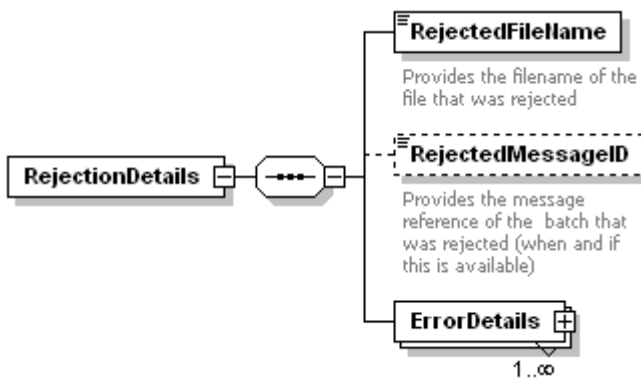 RejectedFileName
Provides the filename of the
file that was rejected
RejectionDetails
RejectedMessageID
Provides the message
reference of the batch that
was rejected (when and if
this is available)
ErrorDetails
1..∞